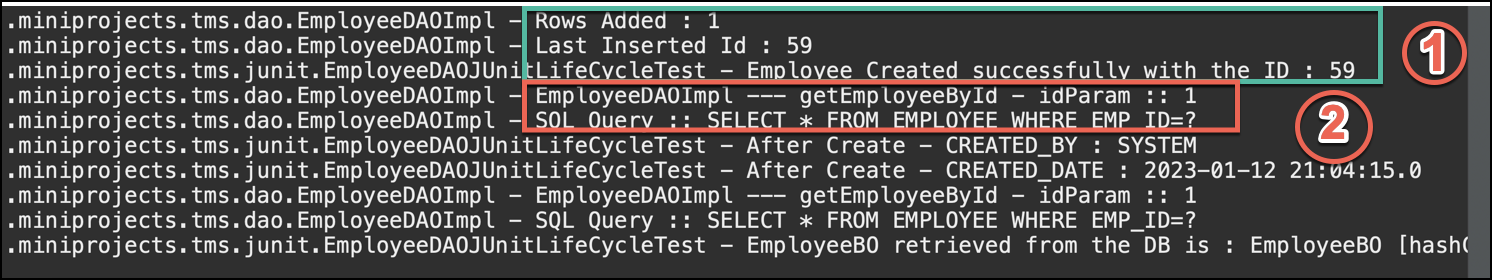 .miniprojects.tms.dao.EmployeeDAOImpl - Rows Added : 1
.miniprojects.tms.dao.EmployeeDAOImpl - Last Inserted Id : 59
.miniprojects.tms.junit.EmployeeDAOJUnitLifeCycleTest - Employee Created successfully with the ID : 59
1
.miniprojects.tms.dao.EmployeeDAOImpl - EmployeeDAOImpl --- getEmployeeById - idParam :: 1
.miniprojects.tms.dao.EmployeeDAOImpl - SQL Query :: SELECT * FROM EMPLOYEE WHERE EMP_ID=?
2
.miniprojects.tms.junit.EmployeeDAOJUnitLifeCycleTest - After Create - CREATED_BY : SYSTEM
.miniprojects.tms.junit.EmployeeDAOJUnitLifeCycleTest - After Create - CREATED_DATE : 2023-01-12 21:04:15.0
.miniprojects.tms.dao.EmployeeDAOImpl - EmployeeDAOImpl --- getEmployeeById - idParam :: 1
.miniprojects.tms.dao.EmployeeDAOImpl - SQL Query :: SELECT * FROM EMPLOYEE WHERE EMP_ID=?
.miniprojects.tms.junit.EmployeeDAOJUnitLifeCycleTest - EmployeeBO retrieved from the DB is : EmployeeBO [hash